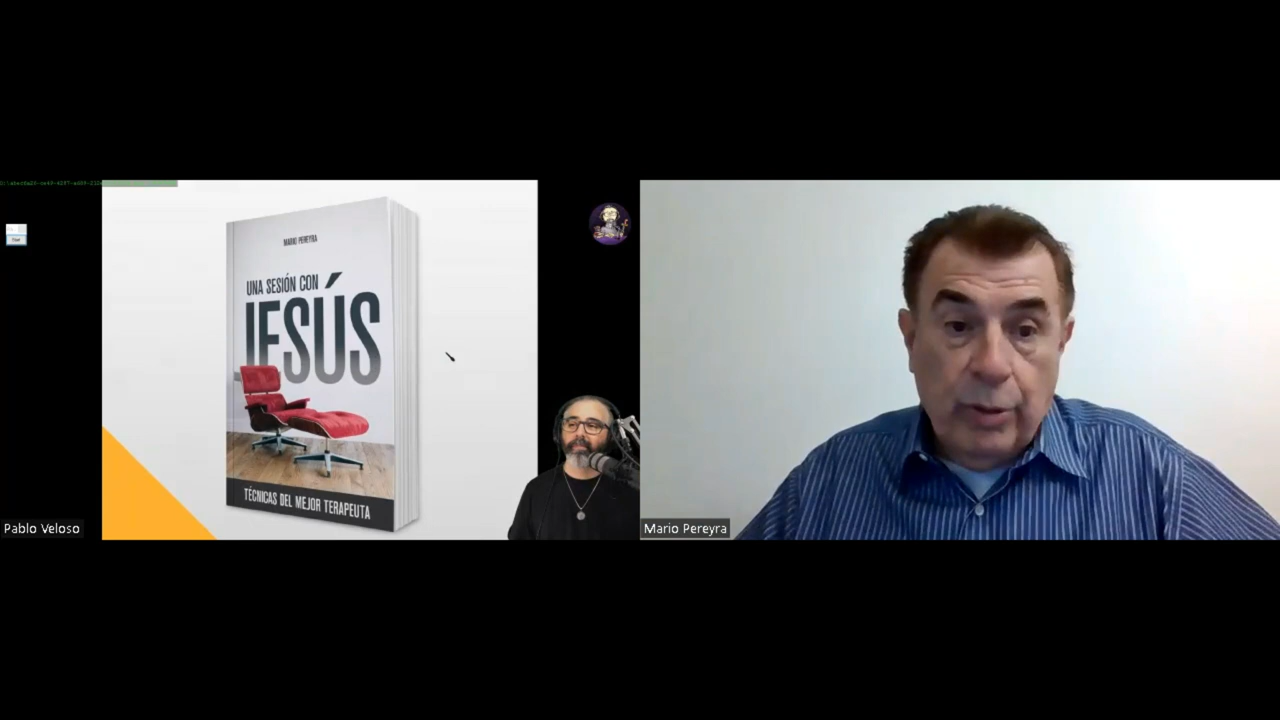 MARIO PEREYRA
UNA SESIÓN CON
JESÚS
TÉCNICAS DEL MEJOR TERAPEUTA
Pablo Veloso
Mario Pereyra